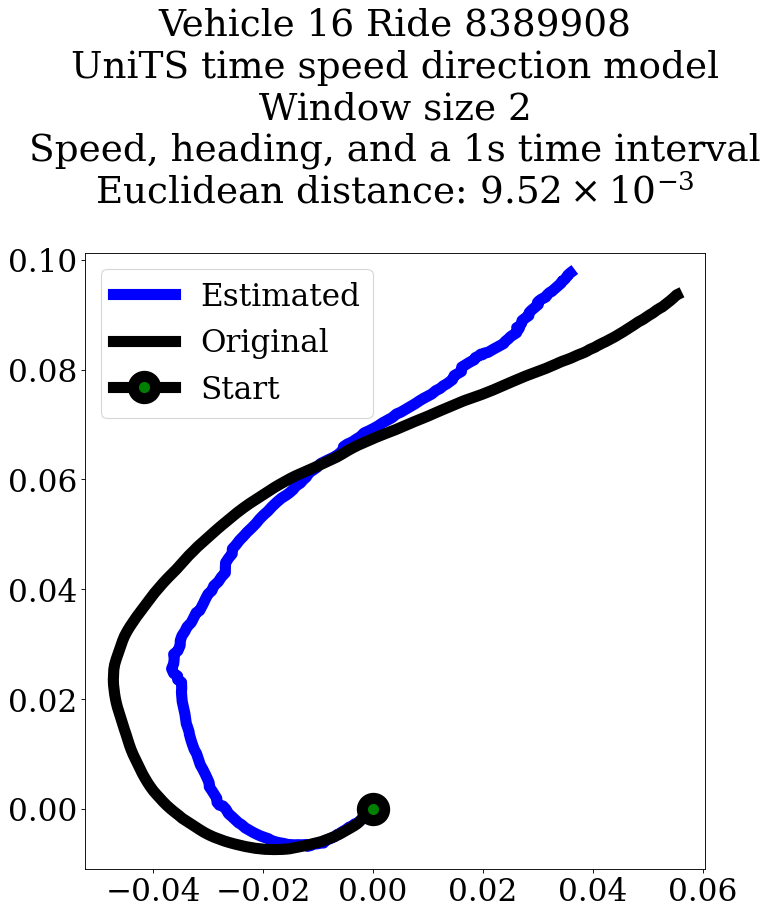 Vehicle 16 Ride 8389908
UniTS time speed direction model
Window size 2
Speed, heading, and a 1s time interval
Euclidean distance: 9.52 × 10⁻³
Estimated
Original
Start
0.10
0.08
0.06
0.04
0.02
0.00
−0.04 −0.02 0.00 0.02 0.04 0.06